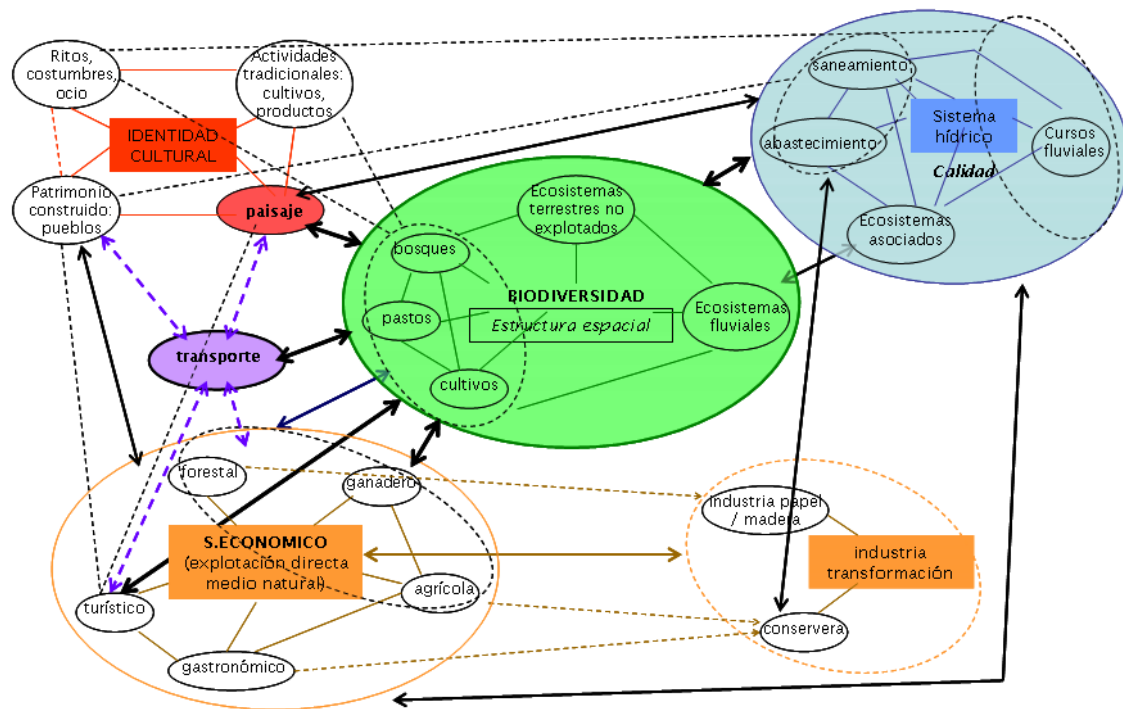 Ritos,
costumbres,
ocio
Actividades
tradicionales:
cultivos,
productos
IDENTIDAD
CULTURAL
Patrimonio
construido:
pueblos
paisaje
transporte
saneamiento
abastecimiento
Sistema
hídrico
Calidad
Cursos
fluviales
Ecosistemas
asociados
Ecosistemas
terrestres no
explotados
bosques
BIODIVERSIDAD
Estructura espacial
pastos
Ecosistemas
fluviales
cultivos
forestal
ganadero
S.ECONOMICO
(explotación directa
medio natural)
agrícola
turístico
gastronómico
industria papel
/ madera
industria
transformación
conservera